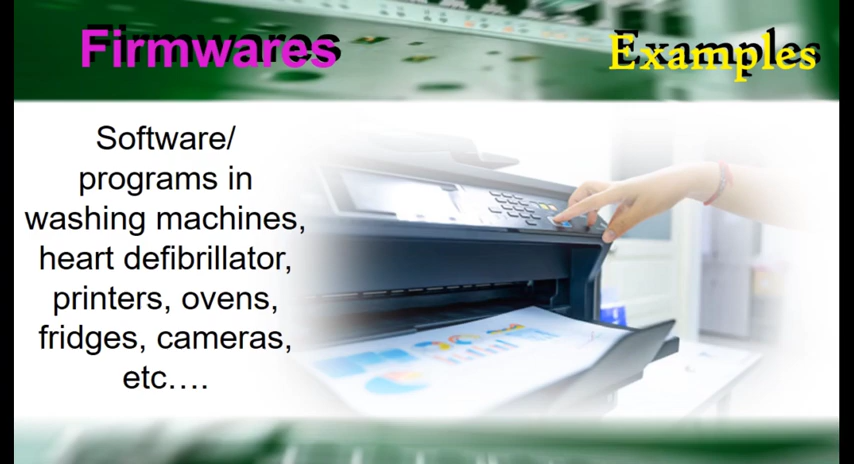 Firmwares
Examples
Software/
programs in
washing machines,
heart defibrillator,
printers, ovens,
fridges, cameras,
etc….